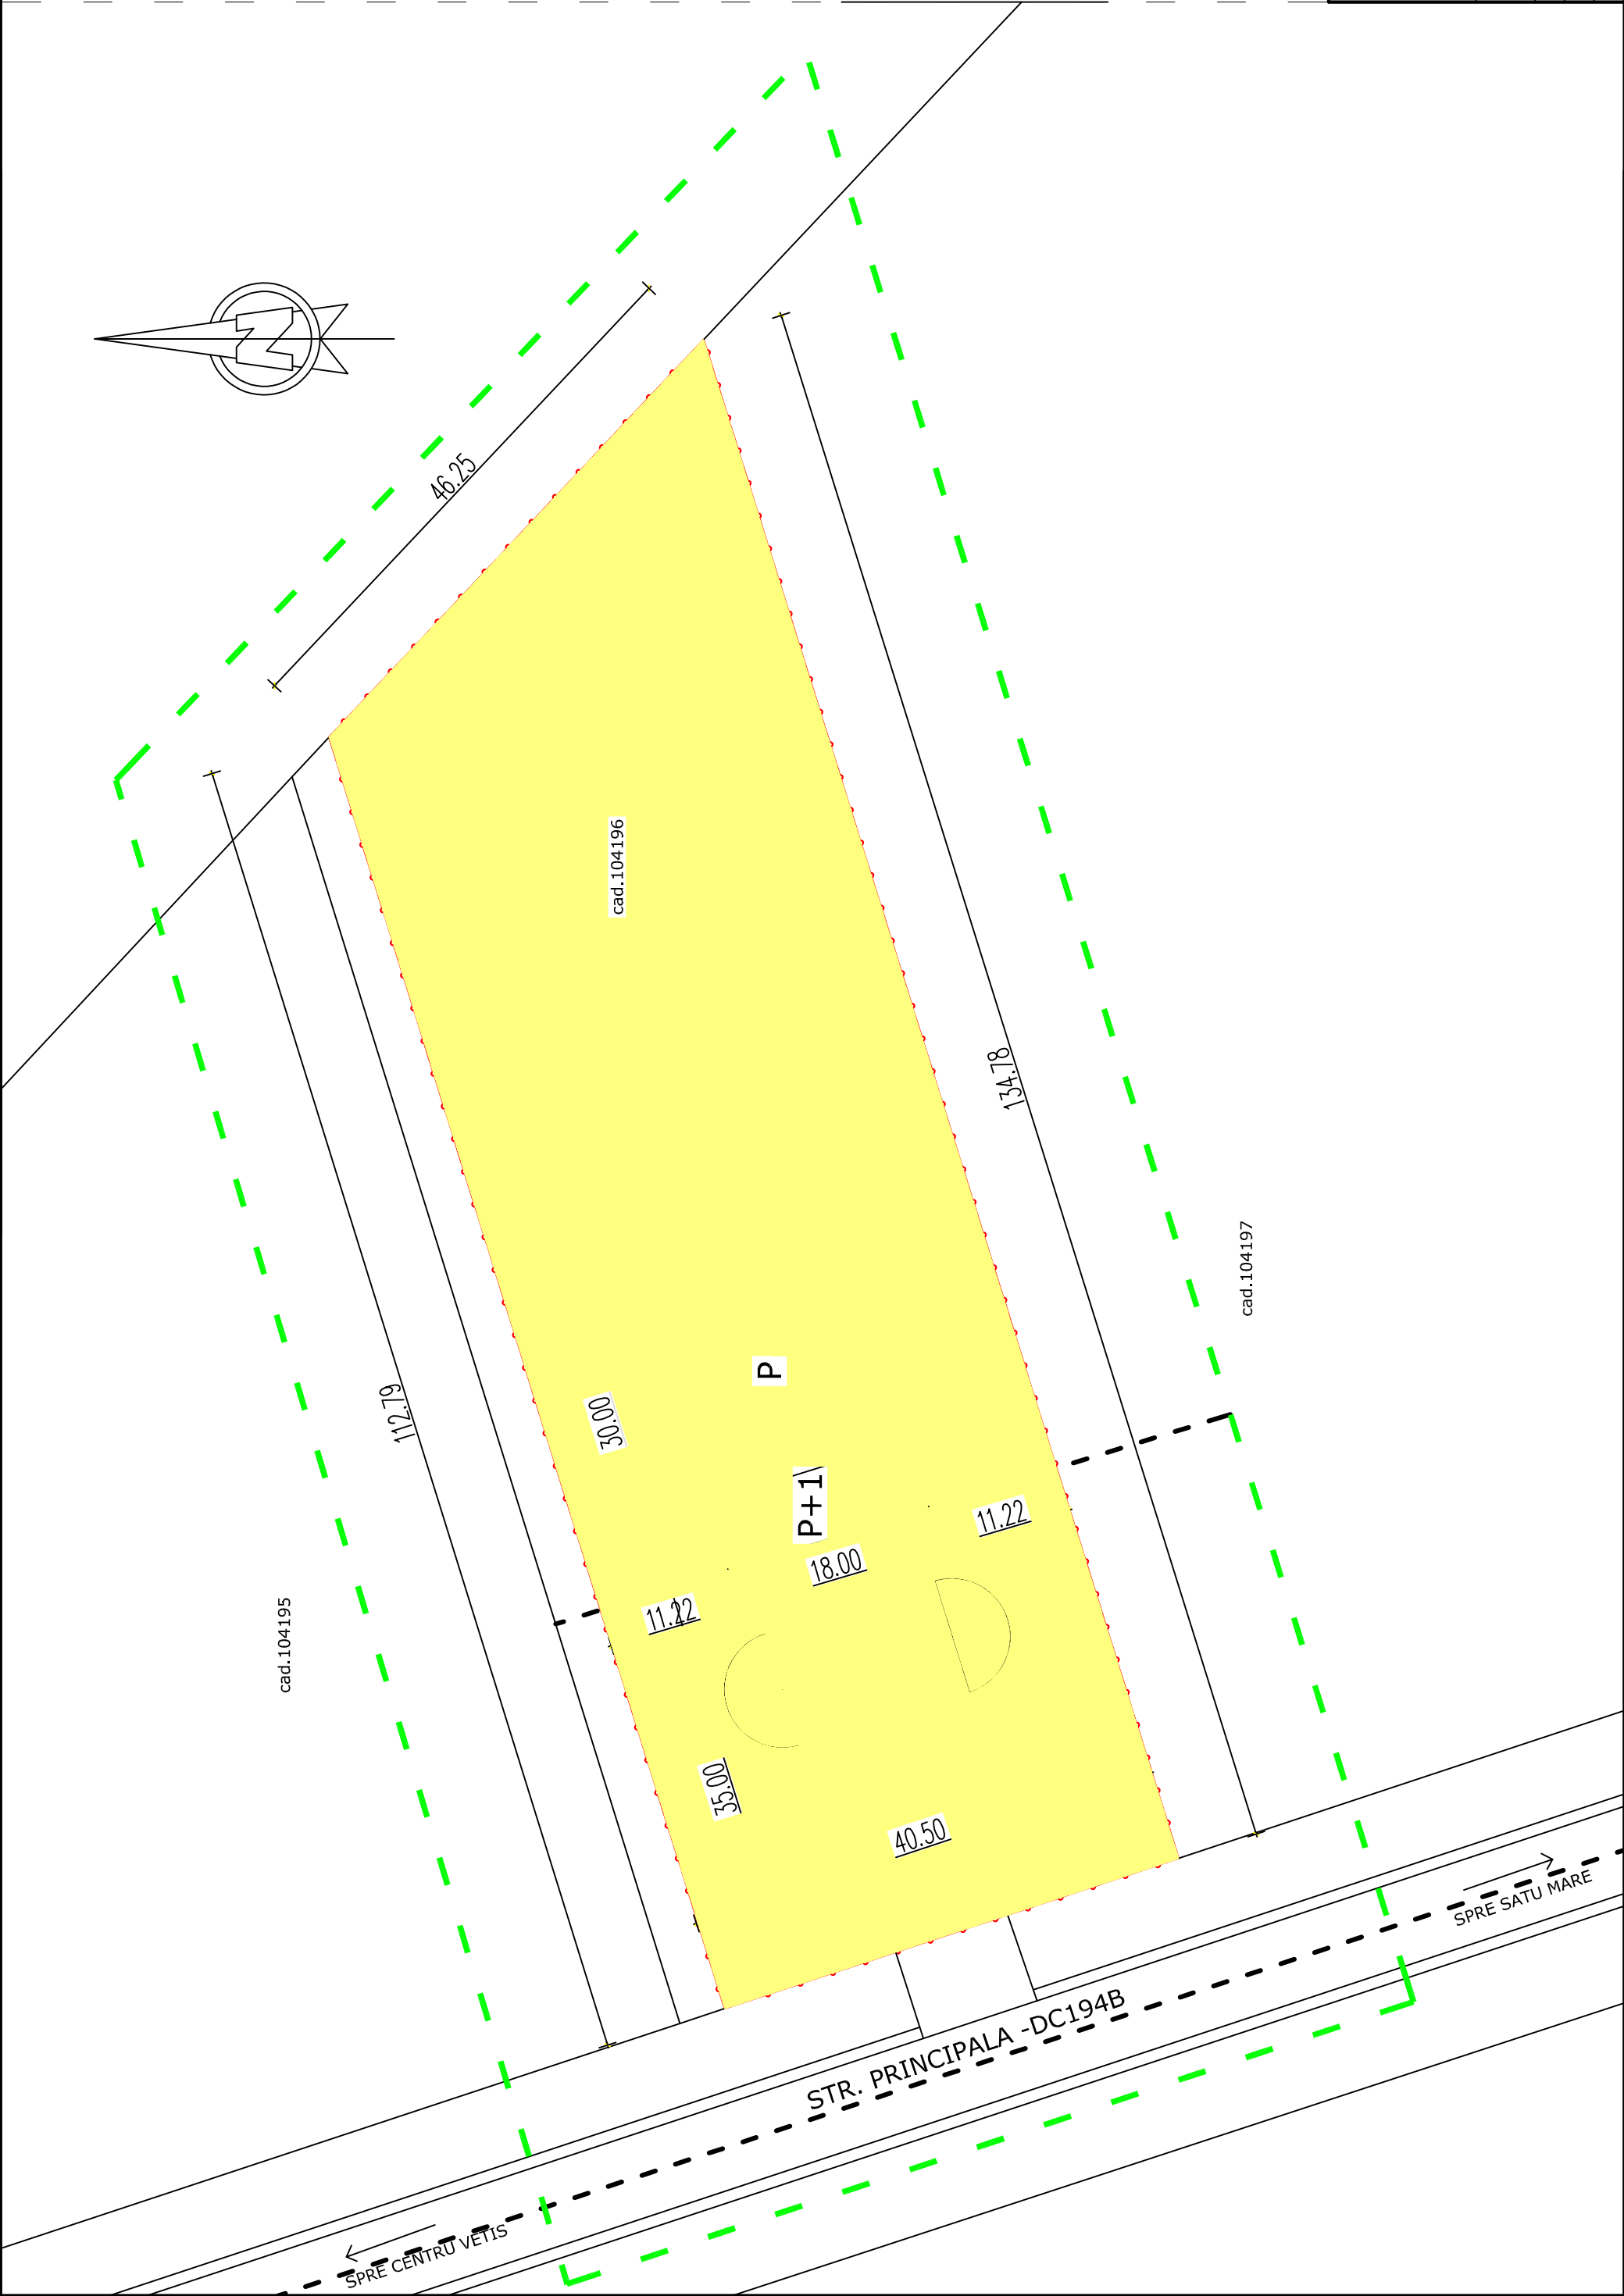 N
46.25
cad.104196
134.78
cad.104197
112.79
P
30.00
P+1
11.22
18.00
11.22
cad.104195
35.00
40.50
SPRE SATU MARE
STR. PRINCIPALA -DC194B
SPRE CENTRU VETIS